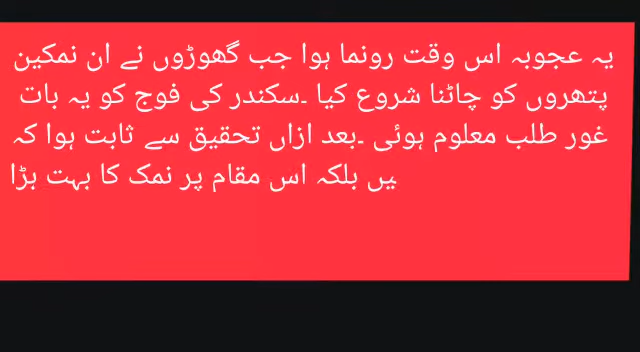 یہ عجوبہ اس وقت رونما ہوا جب گھوڑوں نے ان نمکین
پتھروں کو چاٹنا شروع کیا ۔سکندر کی فوج کو یہ بات
غور طلب معلوم ہوئی ۔بعد ازاں تحقیق سے ثابت ہوا کہ
یں بلکہ اس مقام پر نمک کا بہت بڑا